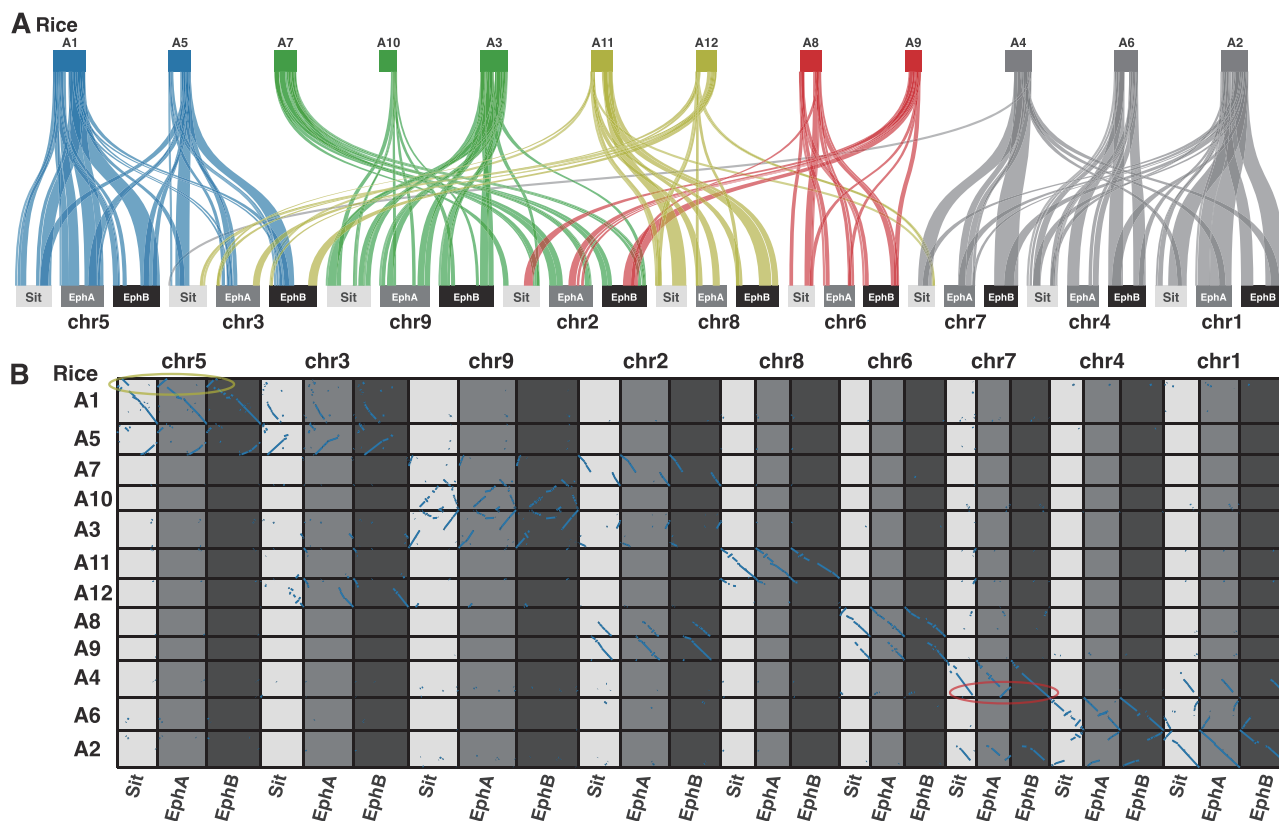 A Rice
A1 A5 A7 A10 A3 A11 A12 A8 A9 A4 A6 A2
Sit EphA EphB Sit EphA EphB Sit EphA EphB Sit EphA EphB Sit EphA EphB Sit EphA EphB Sit EphA EphB Sit EphA EphB Sit EphA EphB
chr5 chr3 chr9 chr2 chr8 chr6 chr7 chr4 chr1
chr5 chr3 chr9 chr2 chr8 chr6 chr7 chr4 chr1
B Rice
A1
A5
A7
A10
A3
A11
A12
A8
A9
A4
A6
A2
Sit EphA EphB Sit EphA EphB Sit EphA EphB Sit EphA EphB Sit EphA EphB Sit EphA EphB Sit EphA EphB Sit EphA EphB Sit EphA EphB